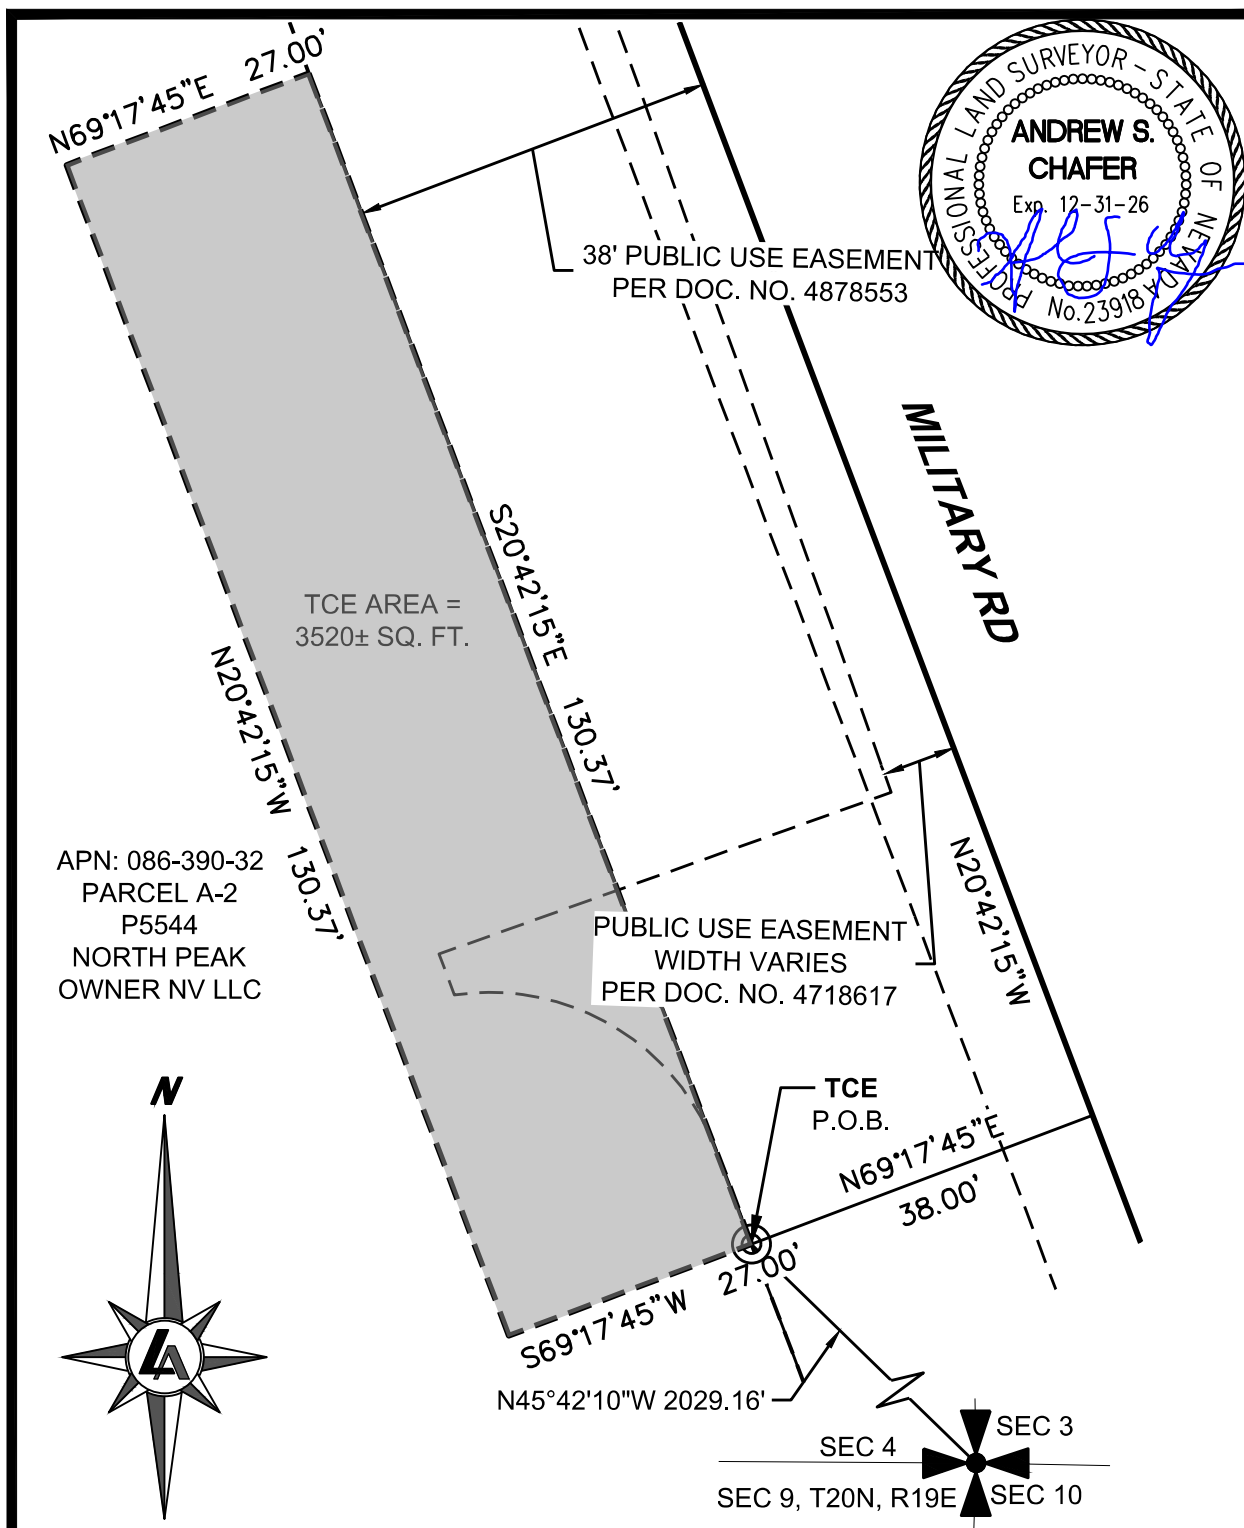 N69°17'45"E 27.00'
PROFESSIONAL LAND SURVEYOR - STATE OF NEVADA
ANDREW S.
CHAFER
Exp. 12-31-26
No. 23918
38' PUBLIC USE EASEMENT
PER DOC. NO. 4878553
MILITARY RD
S20°42'15"E 130.37'
TCE AREA =
3520± SQ. FT.
N20°42'15"W 130.37'
APN: 086-390-32
PARCEL A-2
P5544
NORTH PEAK
OWNER NV LLC
PUBLIC USE EASEMENT
WIDTH VARIES
PER DOC. NO. 4718617
N20°42'15"W
N
TCE
P.O.B.
N69°17'45"E
38.00'
S69°17'45"W 27.00'
LA
N45°42'10"W 2029.16'
SEC 4
SEC 3
SEC 9, T20N, R19E
SEC 10